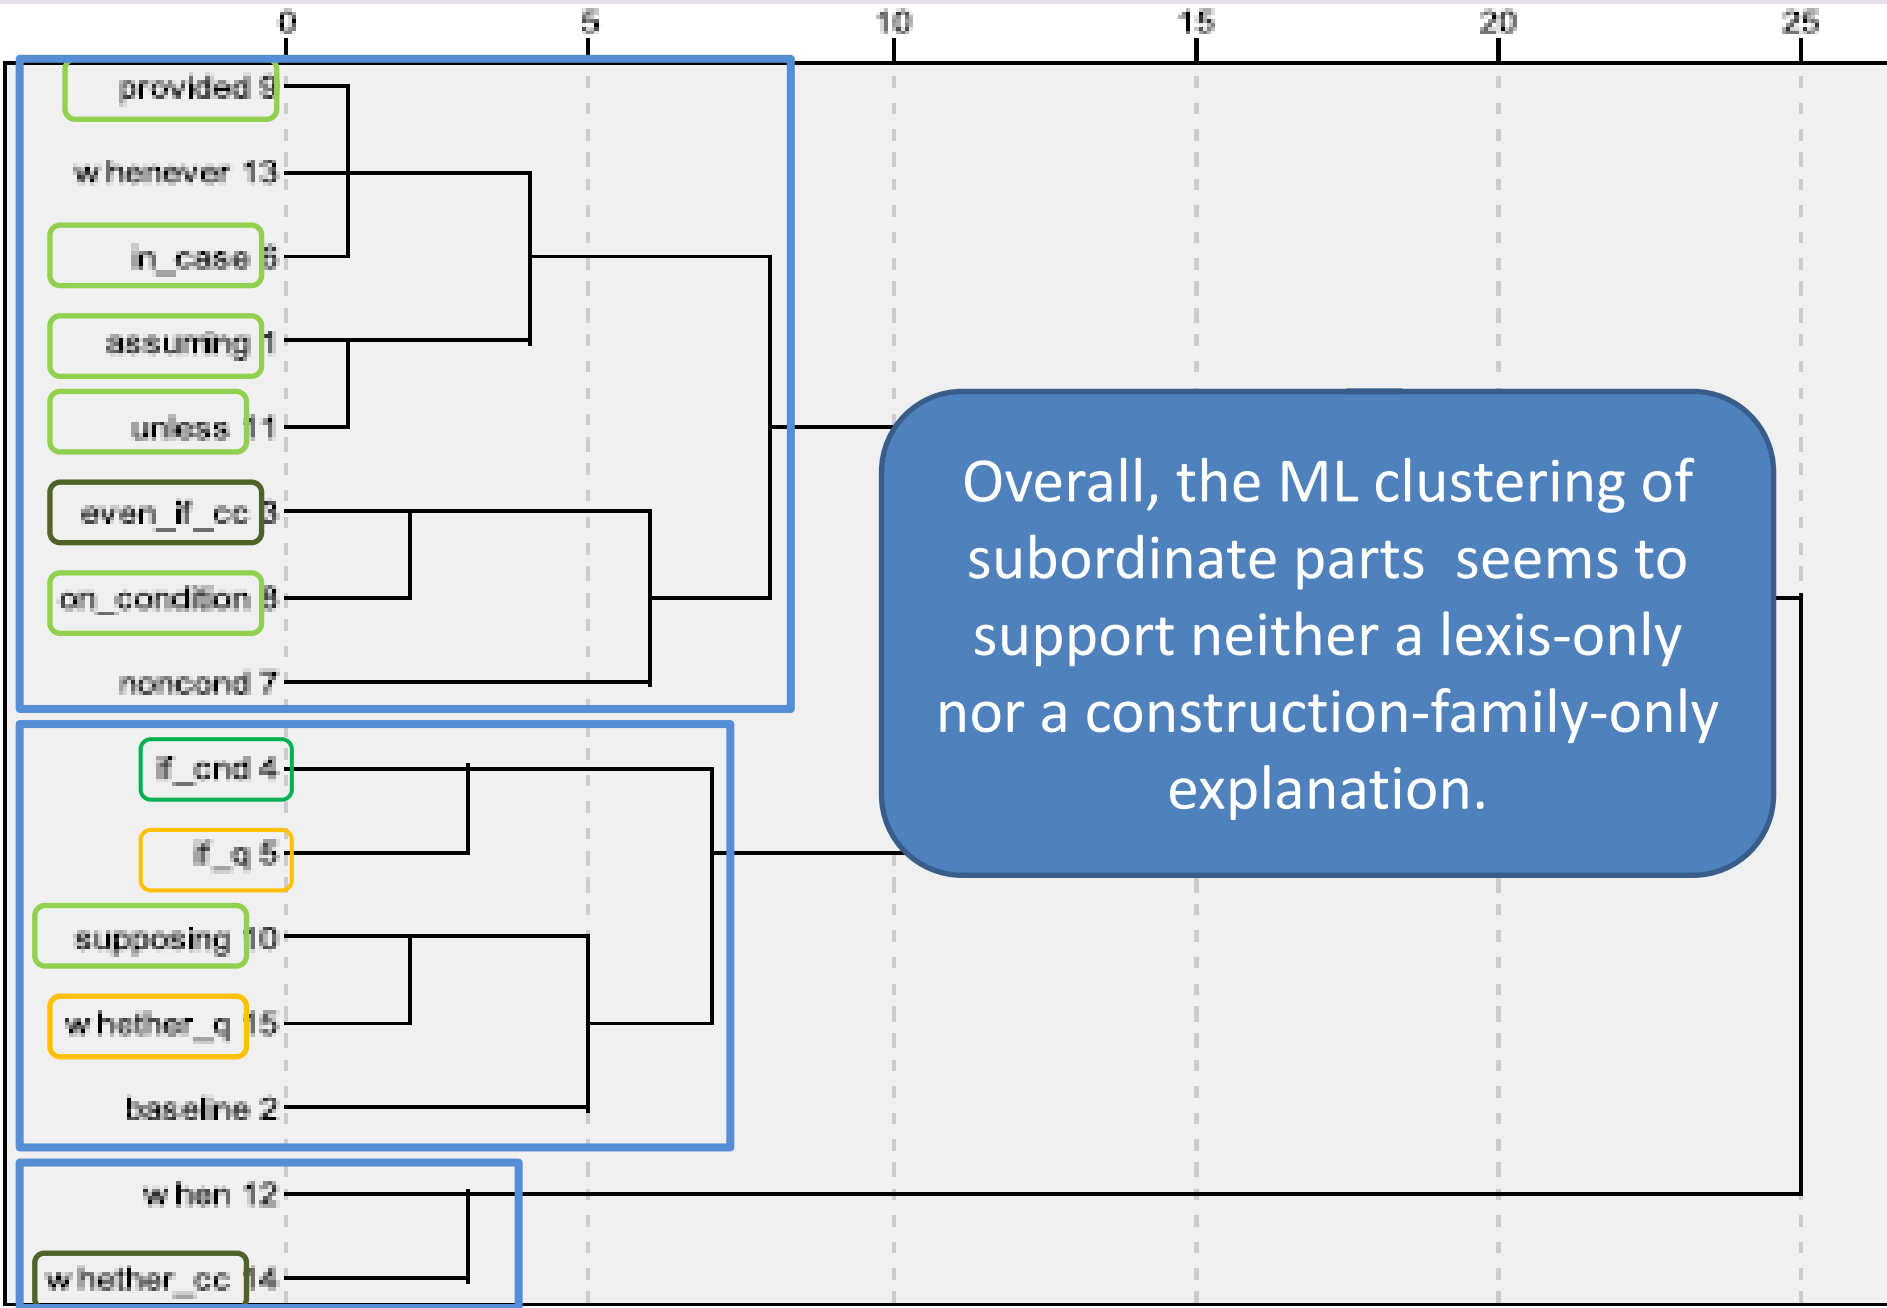 0 5 10 15 20 25
provided 9
whenever 13
in_case 6
assuming 1
unless 11
even_if_cc 3
on_condition 8
noncond 7
if_cnd 4
if_q 5
supposing 10
whether_q 15
baseline 2
when 12
whether_cc 14
Overall, the ML clustering of
subordinate parts seems to
support neither a lexis-only
nor a construction-family-only
explanation.